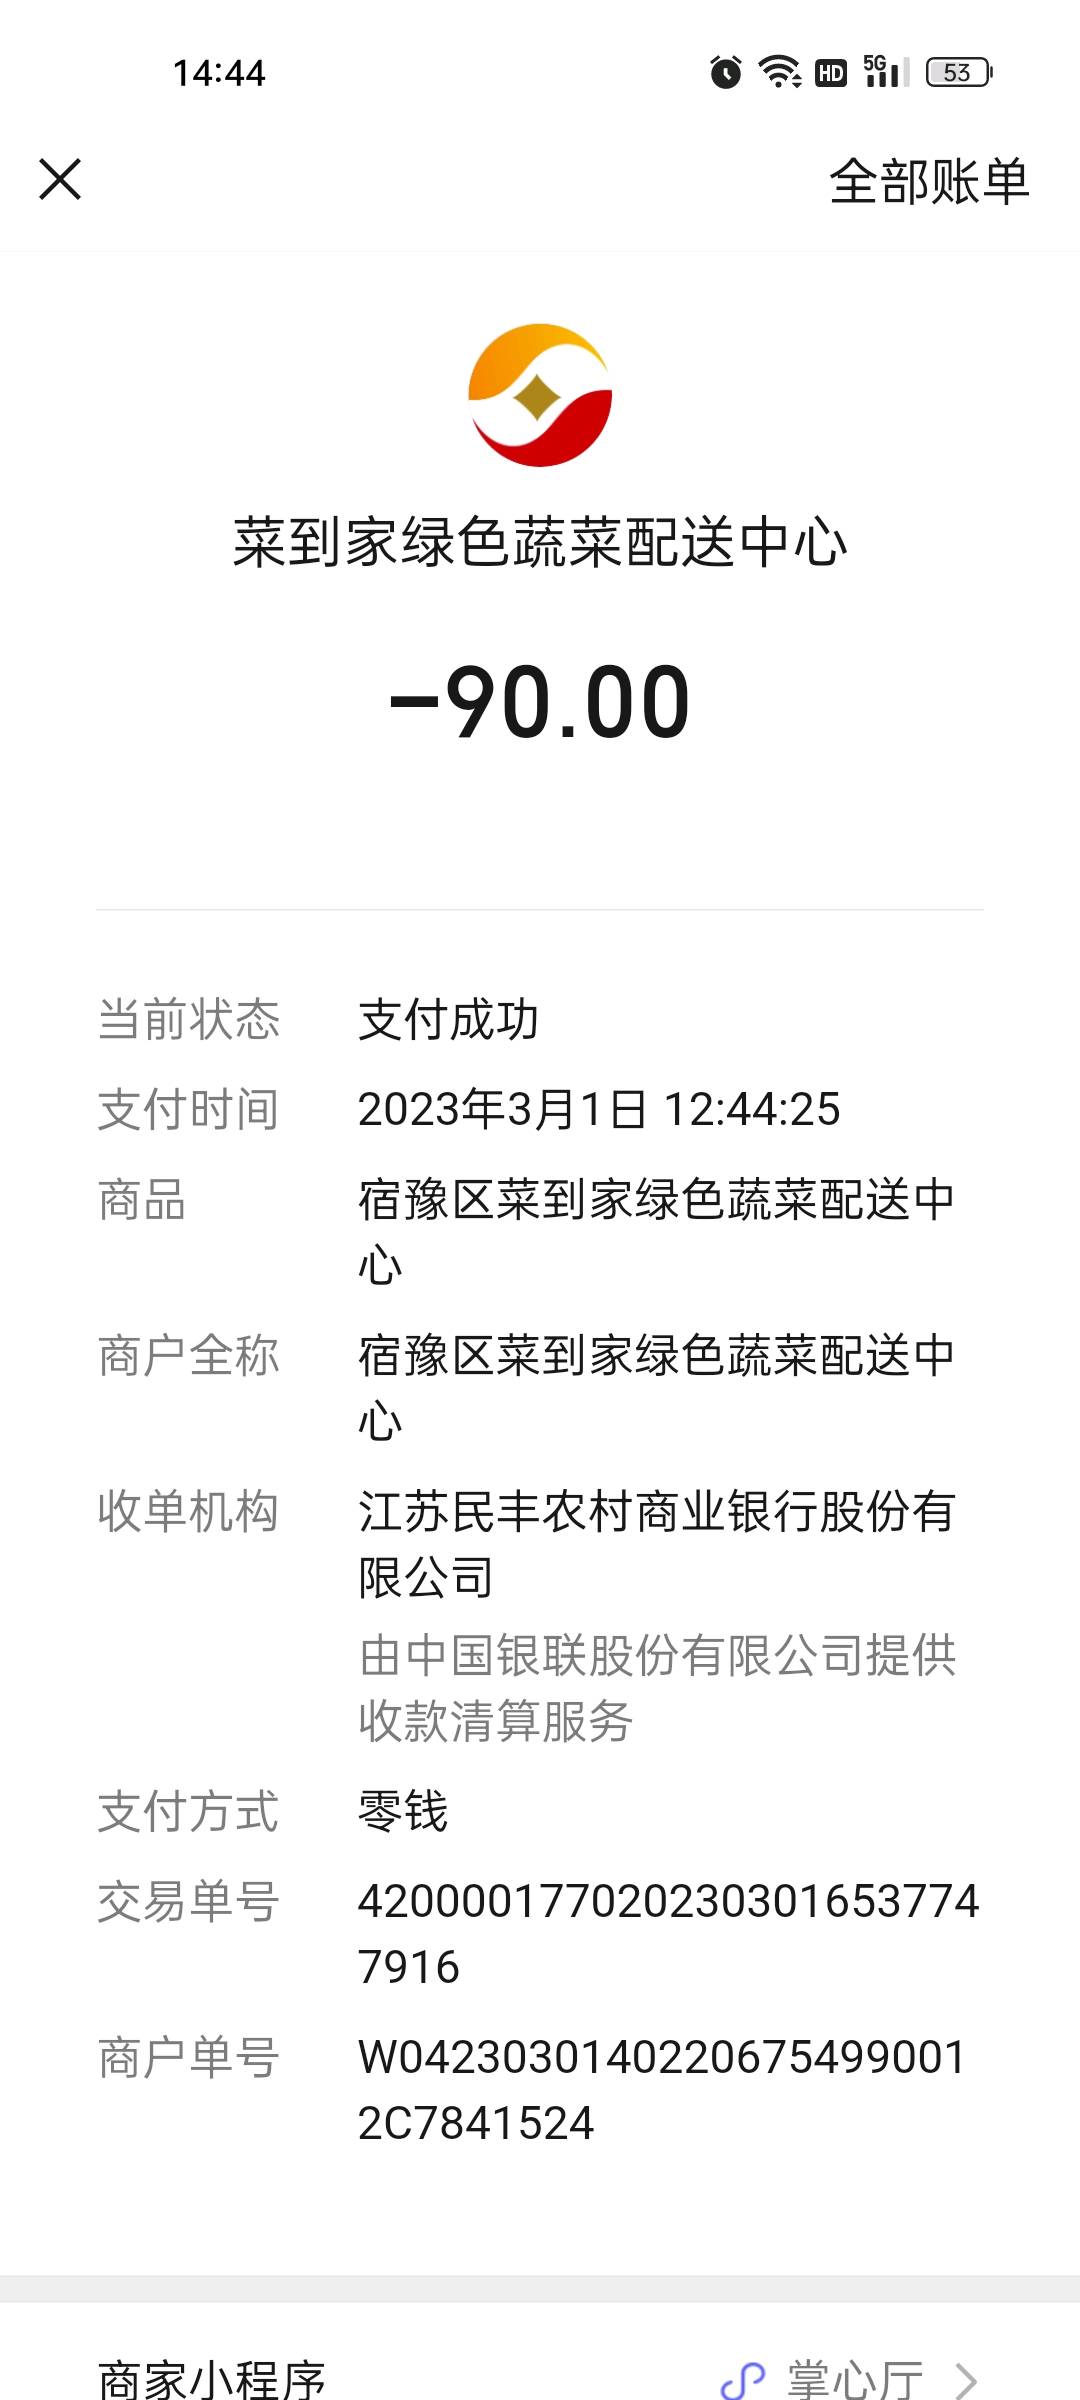 14:44
HD 5G 53
全部账单
菜到家绿色蔬菜配送中心
-90.00
当前状态 支付成功
支付时间 2023年3月1日 12:44:25
商品 宿豫区菜到家绿色蔬菜配送中
心
商户全称 宿豫区菜到家绿色蔬菜配送中
心
收单机构 江苏民丰农村商业银行股份有
限公司
由中国银联股份有限公司提供
收款清算服务
支付方式 零钱
交易单号 420000177020230301653774
7916
商户单号 W0423030140220675499001
2C7841524
商家小程序 掌心厅